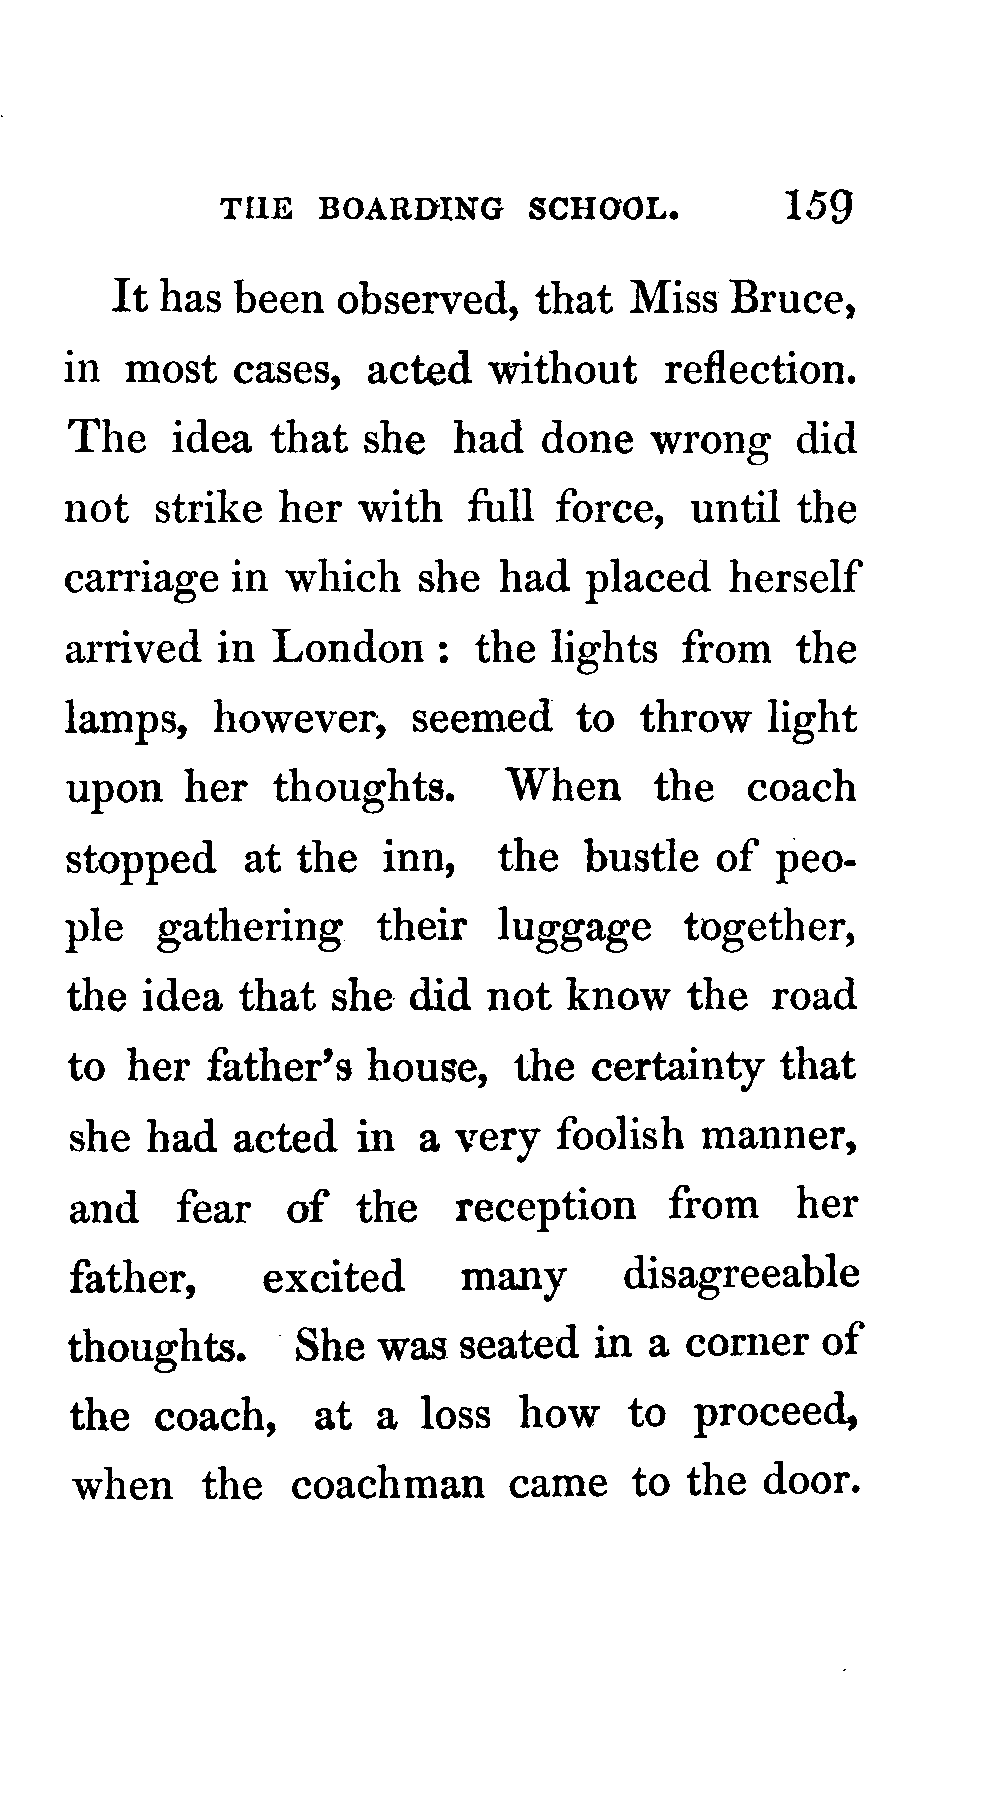 THE BOARDING SCHOOL. 159
It has been observed, that Miss Bruce,
in most cases, acted without reflection.
The idea that she had done wrong did
not strike her with full force, until the
carriage in which she had placed herself
arrived in London : the lights from the
lamps, however, seemed to throw light
upon her thoughts. When the coach
stopped at the inn, the bustle of peo-
ple gathering their luggage together,
the idea that she did not know the road
to her father's house, the certainty that
she had acted in a very foolish manner,
and fear of the reception from her
father, excited many disagreeable
thoughts. She was seated in a corner of
the coach, at a loss how to proceed,
when the coachman came to the door.